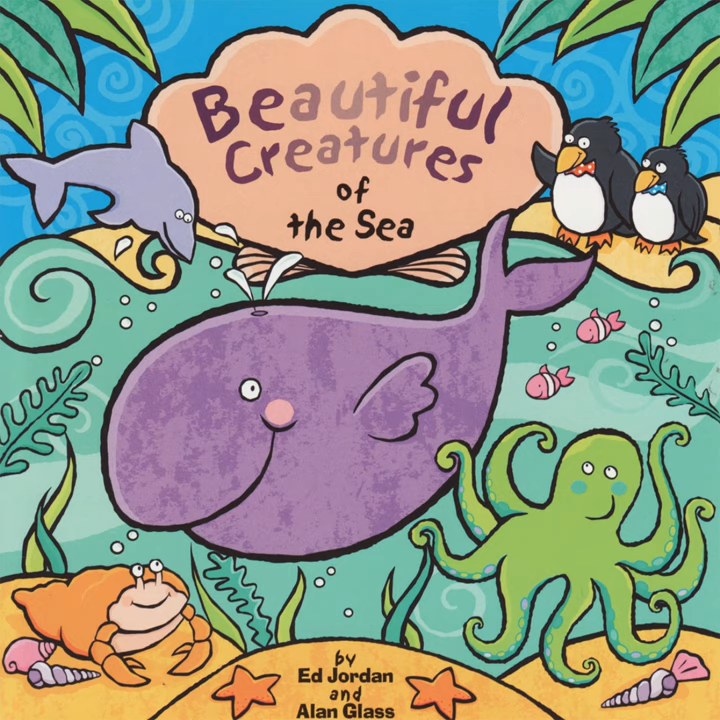 Beautiful
Creatures
of
the Sea
by
Ed Jordan
and
Alan Glass